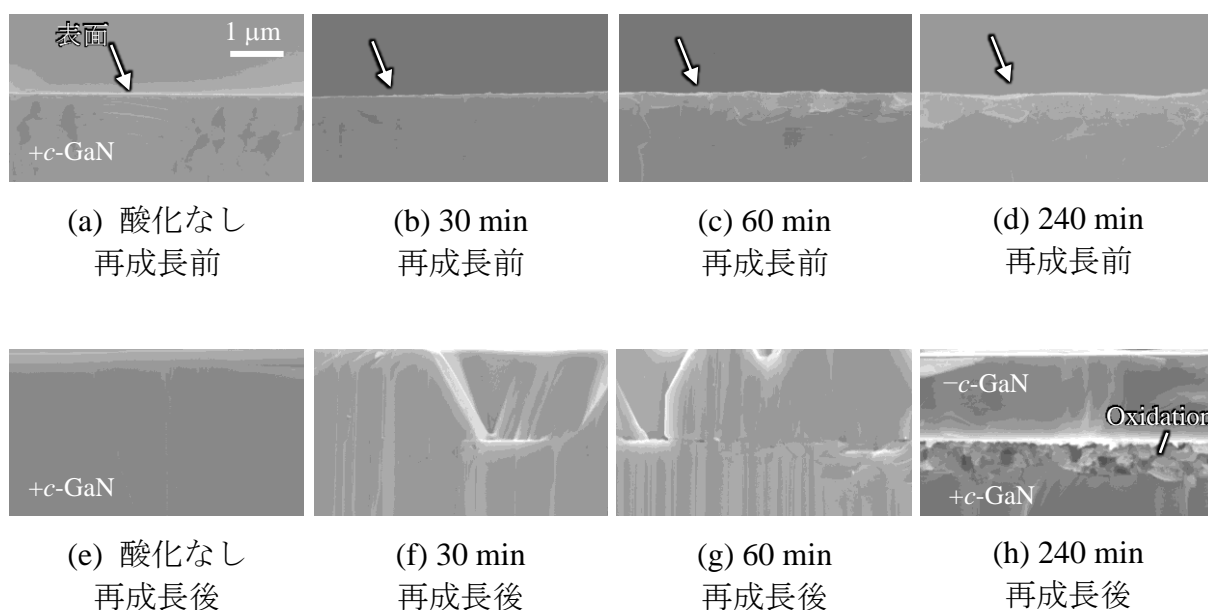 表面
1 μm
+c-GaN
(a) 酸化なし
再成長前
(b) 30 min
再成長前
(c) 60 min
再成長前
(d) 240 min
再成長前
+c-GaN
−c-GaN
Oxidation
+c-GaN
(e) 酸化なし
再成長後
(f) 30 min
再成長後
(g) 60 min
再成長後
(h) 240 min
再成長後